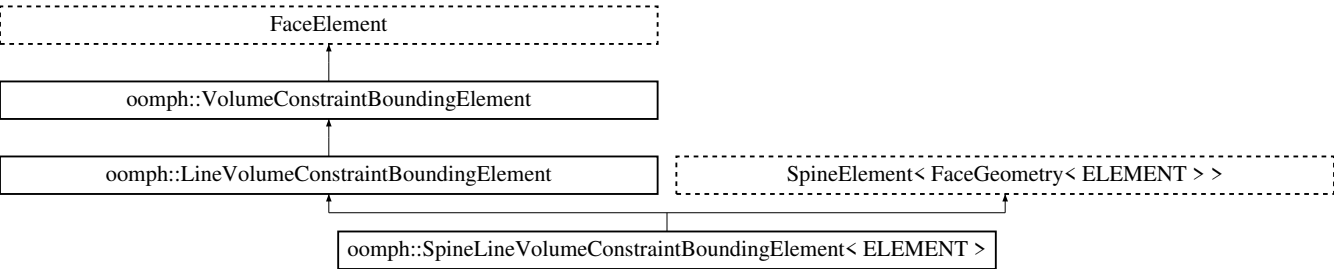 FaceElement
oomph::VolumeConstraintBoundingElement
oomph::LineVolumeConstraintBoundingElement
SpineElement< FaceGeometry< ELEMENT > >
oomph::SpineLineVolumeConstraintBoundingElement< ELEMENT >